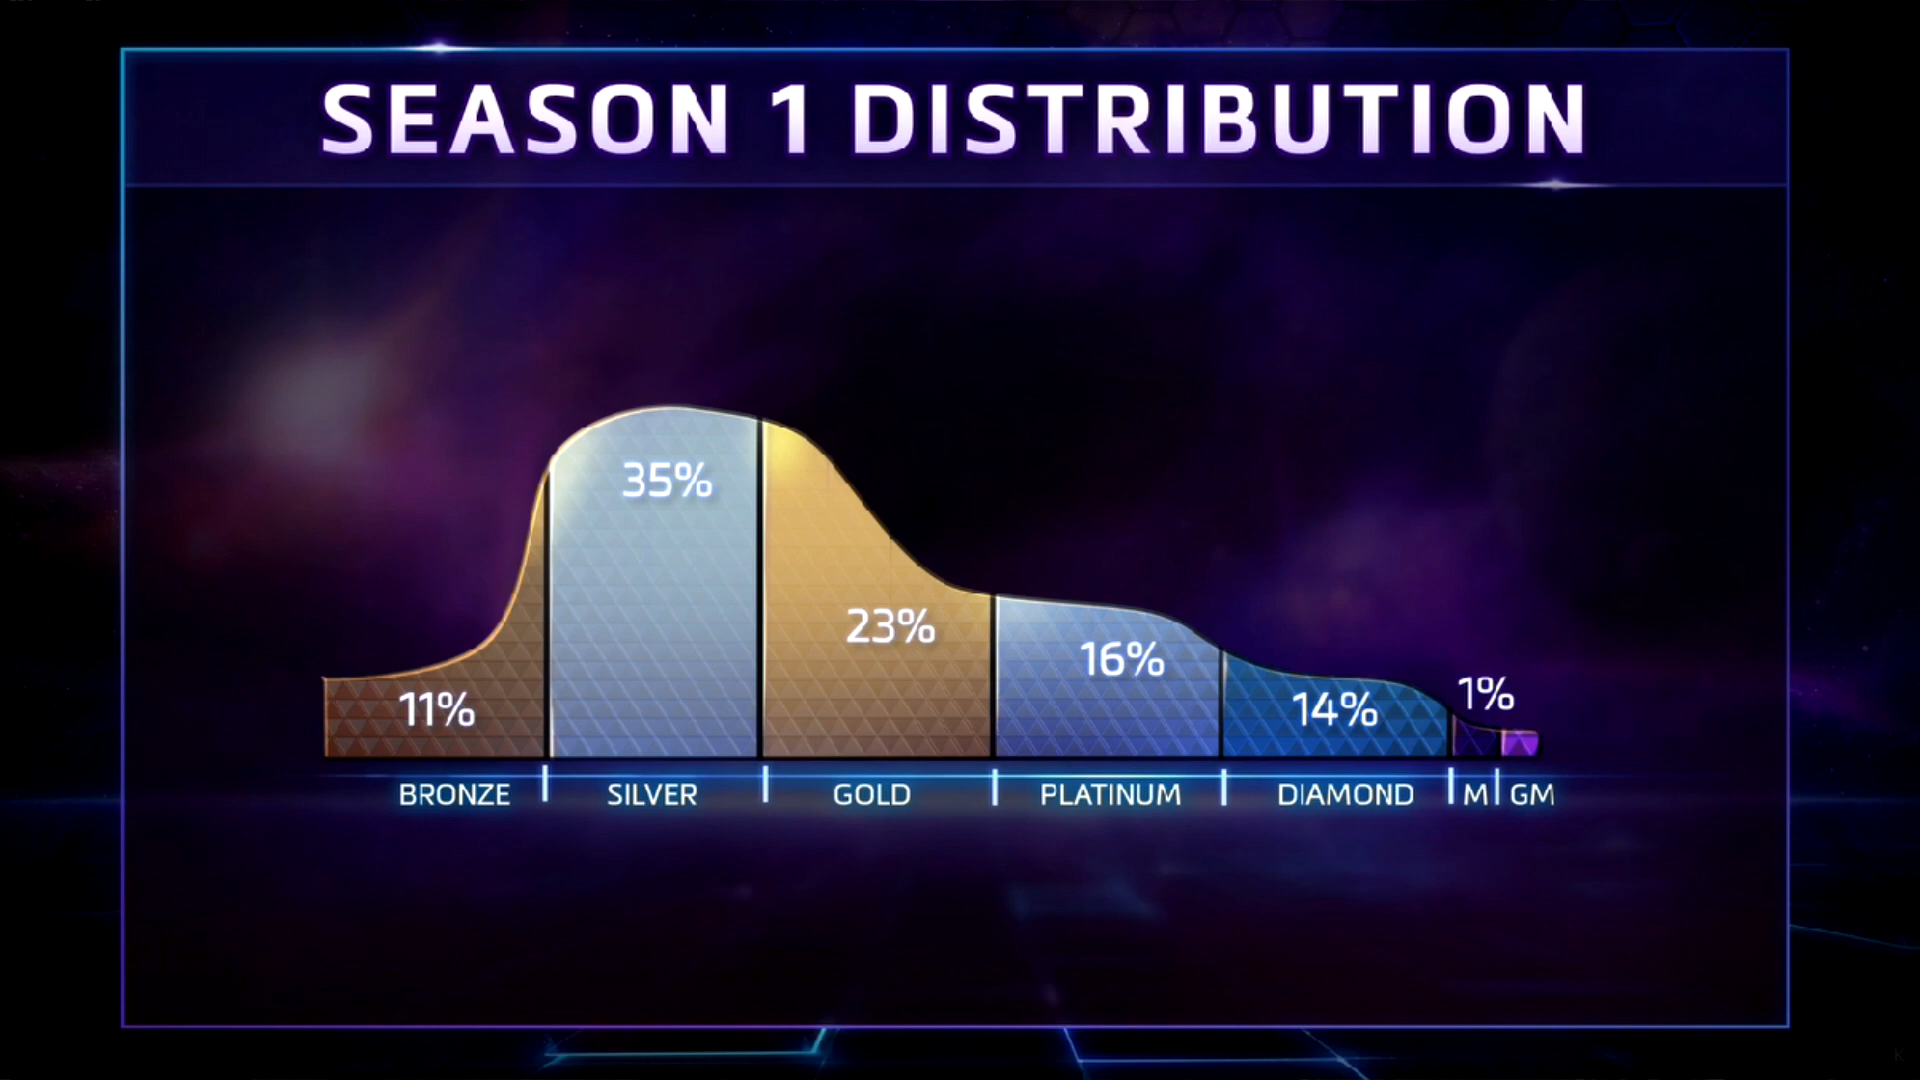 SEASON 1 DISTRIBUTION
35%
23%
16%
11%
14%
1%
BRONZE
SILVER
GOLD
PLATINUM
DIAMOND
M
GM
K